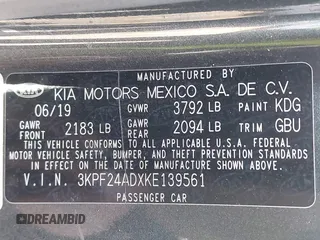 MANUFACTURED BY
KIA KIA MOTORS MEXICO S.A. DE C.V.
06/19 GVWR 3792 LB PAINT KDG
GAWR FRONT 2183 LB GAWR REAR 2094 LB TRIM GBU
THIS VEHICLE CONFORMS TO ALL APPLICABLE U.S.A. FEDERAL
MOTOR VEHICLE SAFETY, BUMPER, AND THEFT PREVENTION
STANDARDS IN EFFECT ON THE DATE OF MANUFACTURE SHOWN ABOVE.
V.I.N. 3KPF24ADXKE139561
PASSENGER CAR
DREAMBID